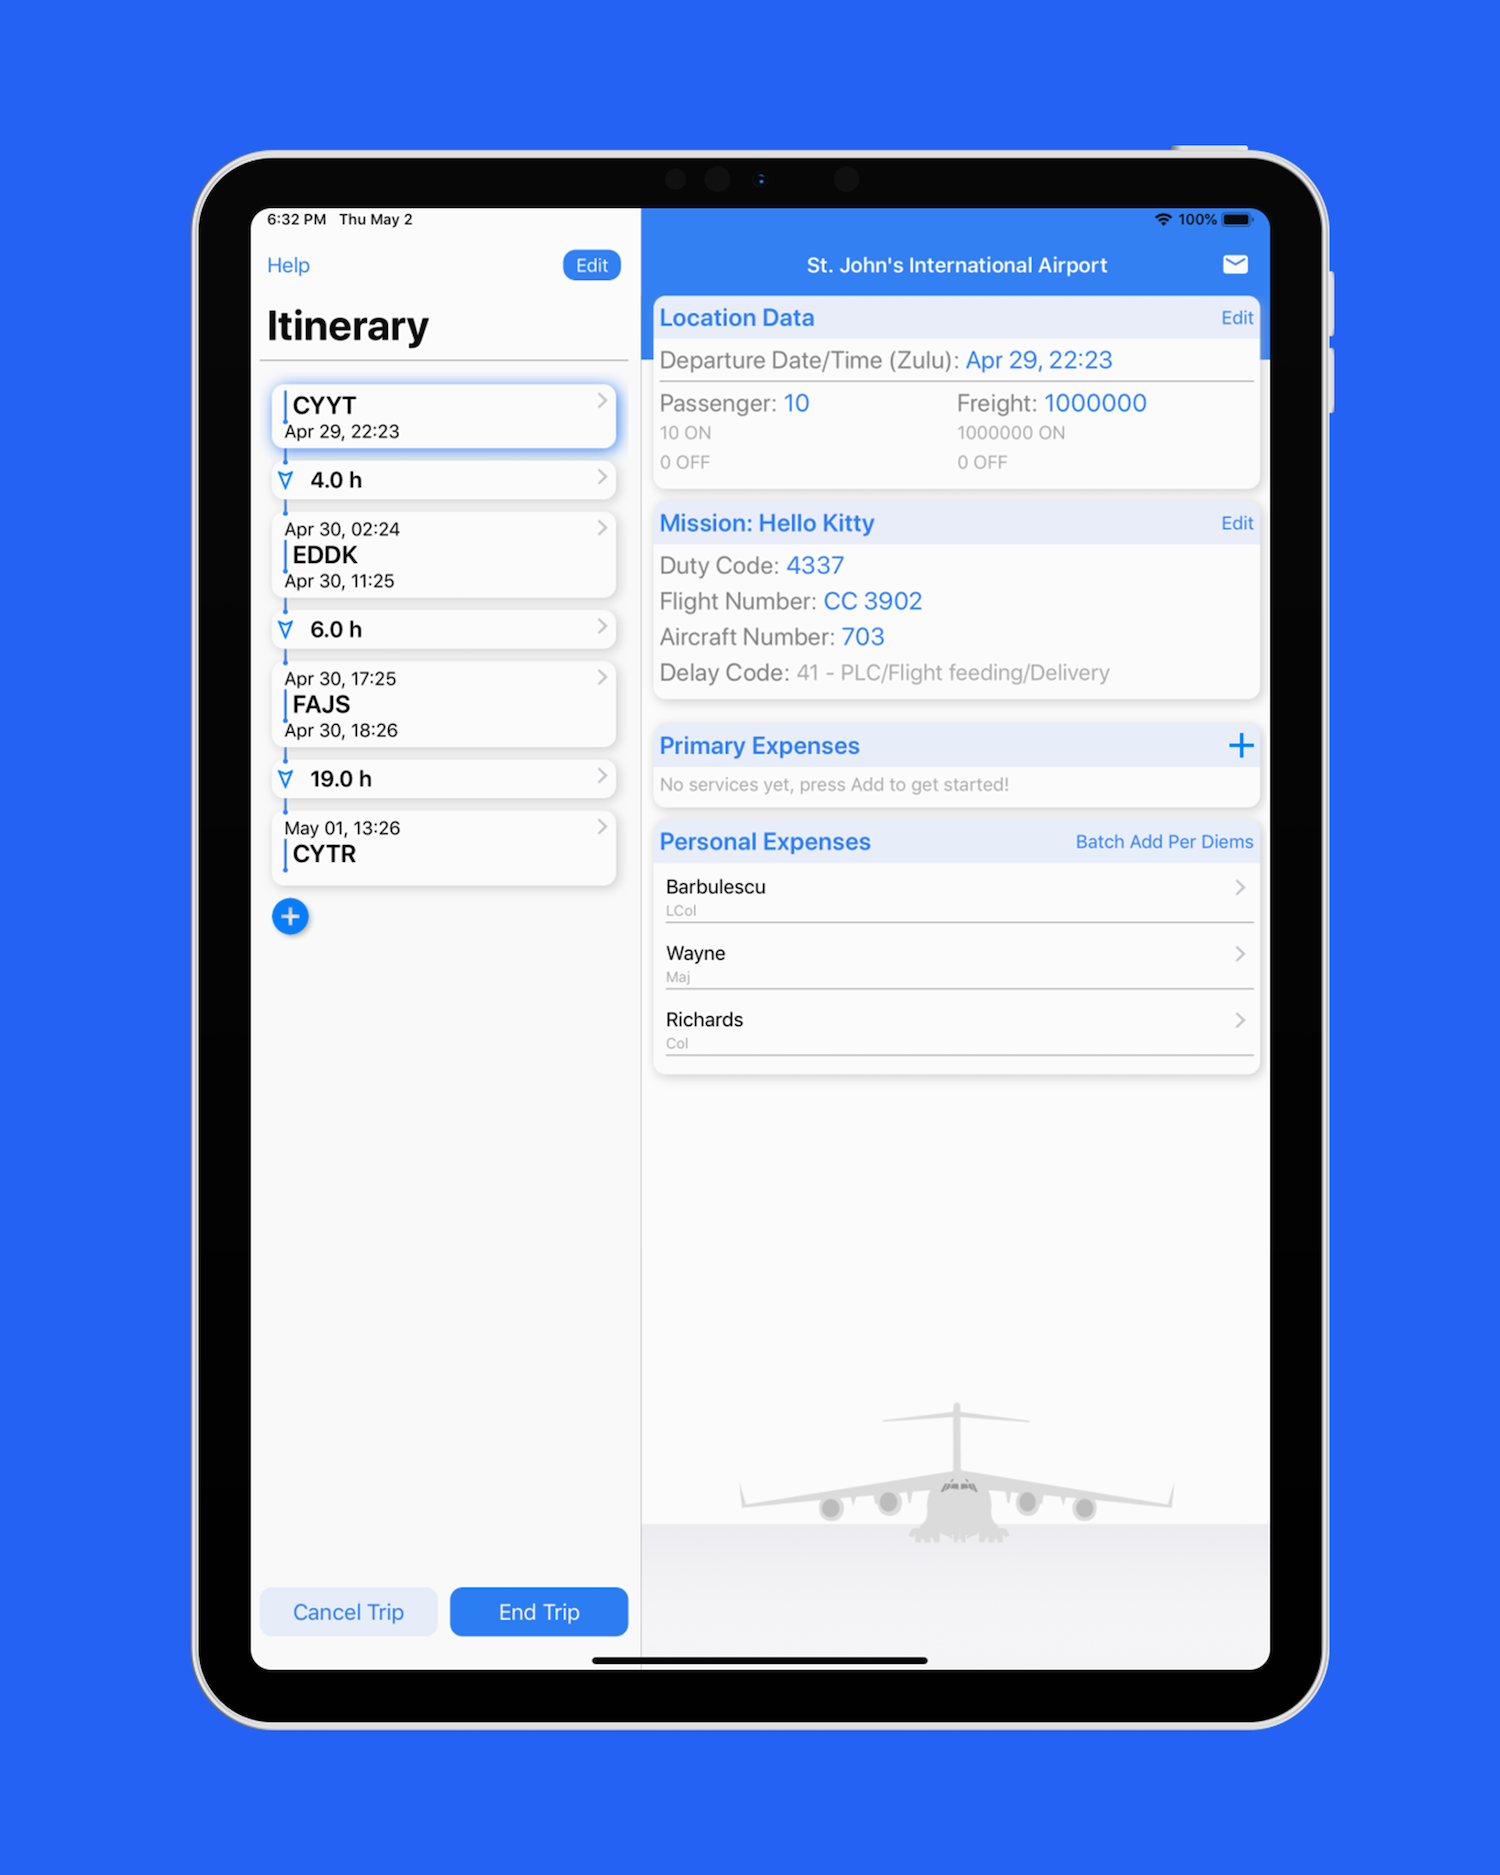 6:32 PM Thu May 2
100%
Help
Edit
Itinerary
CYYT
Apr 29, 22:23
4.0 h
Apr 30, 02:24
EDDK
Apr 30, 11:25
6.0 h
Apr 30, 17:25
FAJS
Apr 30, 18:26
19.0 h
May 01, 13:26
CYTR
Cancel Trip
End Trip
St. John's International Airport
Location Data
Edit
Departure Date/Time (Zulu): Apr 29, 22:23
Passenger: 10
Freight: 1000000
10 ON
1000000 ON
0 OFF
0 OFF
Mission: Hello Kitty
Edit
Duty Code: 4337
Flight Number: CC 3902
Aircraft Number: 703
Delay Code: 41 - PLC/Flight feeding/Delivery
Primary Expenses
No services yet, press Add to get started!
Personal Expenses
Batch Add Per Diems
Barbulescu
LCol
Wayne
Maj
Richards
Col